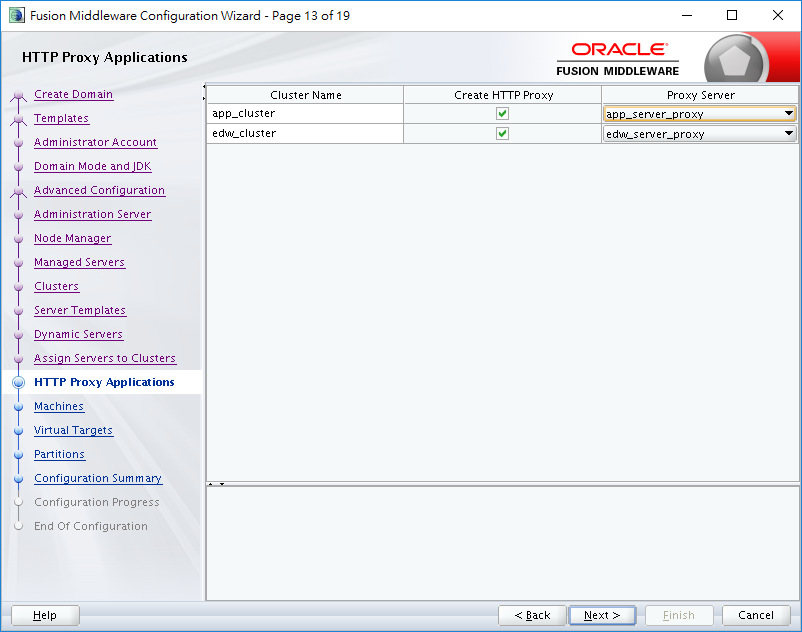 Fusion Middleware Configuration Wizard - Page 13 of 19
HTTP Proxy Applications
ORACLE
FUSION MIDDLEWARE
Create Domain
Templates
Administrator Account
Domain Mode and JDK
Advanced Configuration
Administration Server
Node Manager
Managed Servers
Clusters
Server Templates
Dynamic Servers
Assign Servers to Clusters
HTTP Proxy Applications
Machines
Virtual Targets
Partitions
Configuration Summary
Configuration Progress
End Of Configuration
Cluster Name Create HTTP Proxy Proxy Server
app_cluster app_server_proxy
edw_cluster edw_server_proxy
Help < Back Next > Finish Cancel